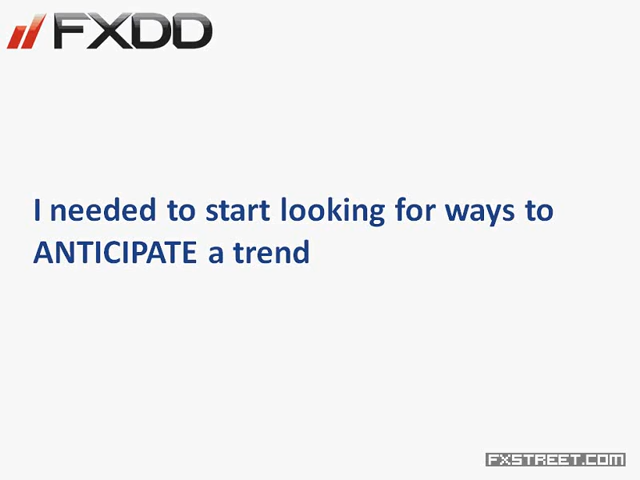 FXDD
I needed to start looking for ways to
ANTICIPATE a trend
FXSTREET.COM